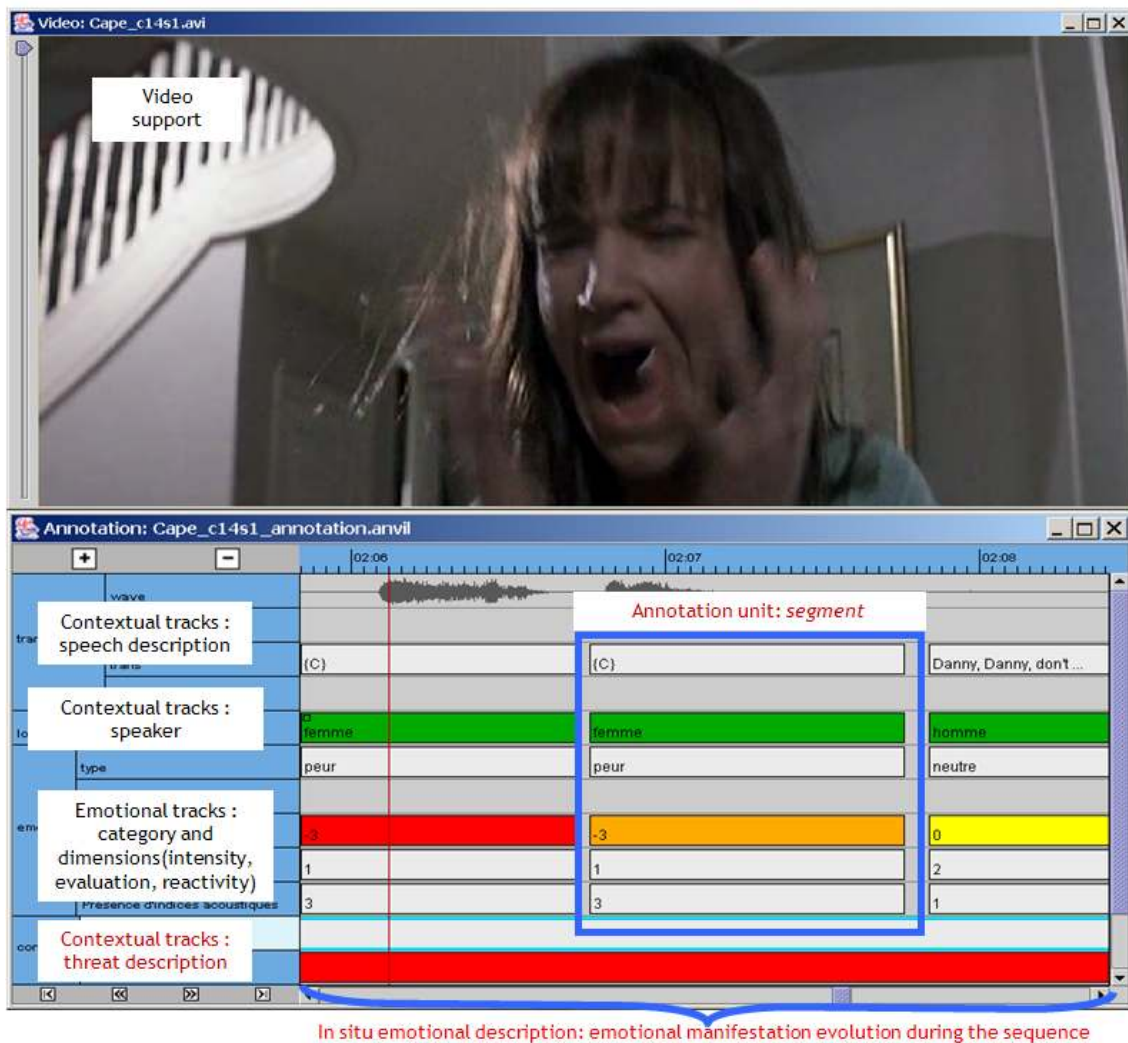 Video: Cape_c14s1.avi
Video
support
Annotation: Cape_c14s1_annotation.anvil
02:06 02:07 02:08
wave
Annotation unit: segment
Contextual tracks :
speech description
trans
(C) (C) Danny, Danny, don't ...
Contextual tracks :
speaker
femme femme homme
type peur peur neutre
Emotional tracks :
category and
dimensions(intensity,
evaluation, reactivity)
-3 -3 0
1 1 2
Présence d'indices acoustiques 3 3 1
Contextual tracks :
threat description
In situ emotional description: emotional manifestation evolution during the sequence